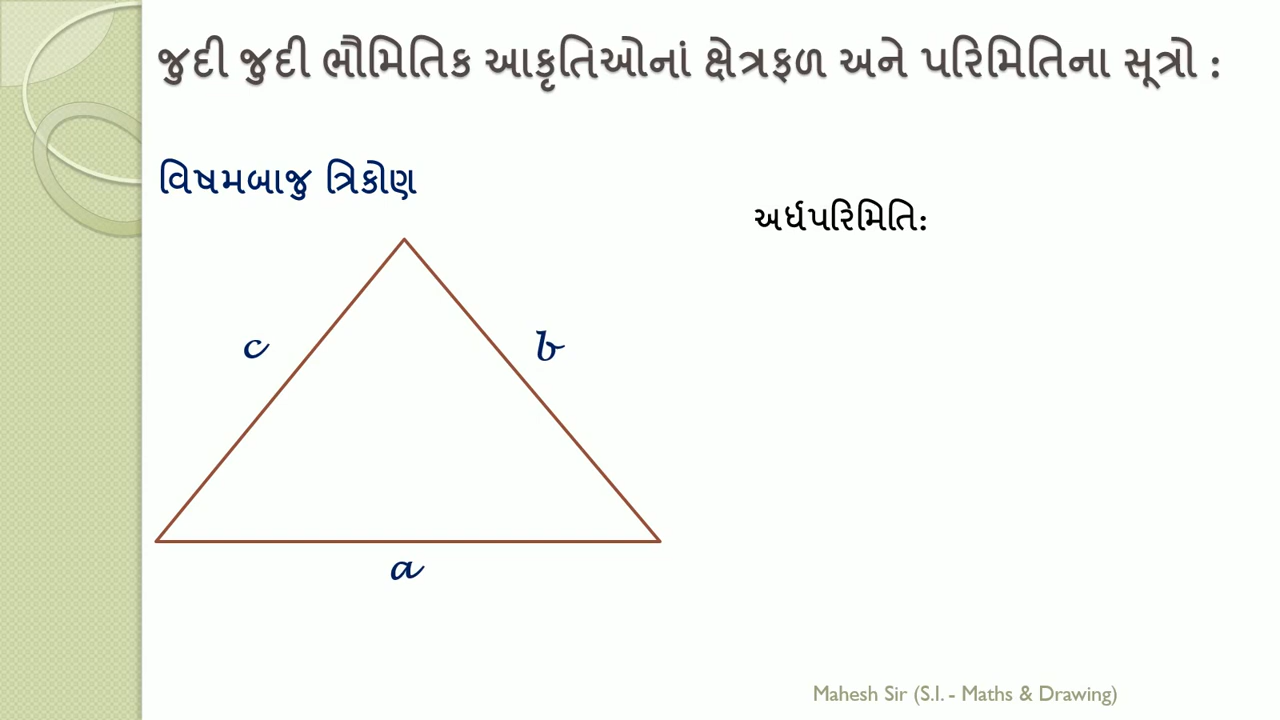 જુદી જુદી ભૌમિતિક આકૃતિઓનાં ક્ષેત્રફળ અને પરિમિતિના સૂત્રો :
વિષમબાજુ ત્રિકોણ
અર્ધપરિમિતિ:
c
b
a
Mahesh Sir (S.I. - Maths & Drawing)